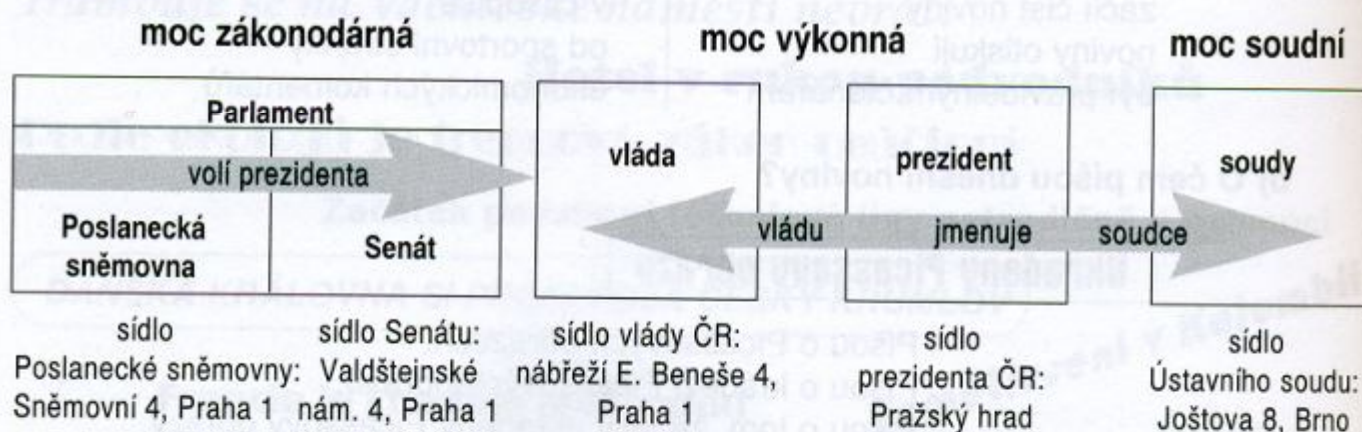 moc zákonodárná
moc výkonná
moc soudní
Parlament
volí prezidenta
Poslanecká
sněmovna
Senát
vláda
prezident
soudy
vládu
jmenuje
soudce
sídlo
Poslanecké sněmovny:
Sněmovní 4, Praha 1
sídlo Senátu:
Valdštejnské
nám. 4, Praha 1
sídlo vlády ČR:
nábřeží E. Beneše 4,
Praha 1
sídlo
prezidenta ČR:
Pražský hrad
sídlo
Ústavního soudu:
Joštova 8, Brno